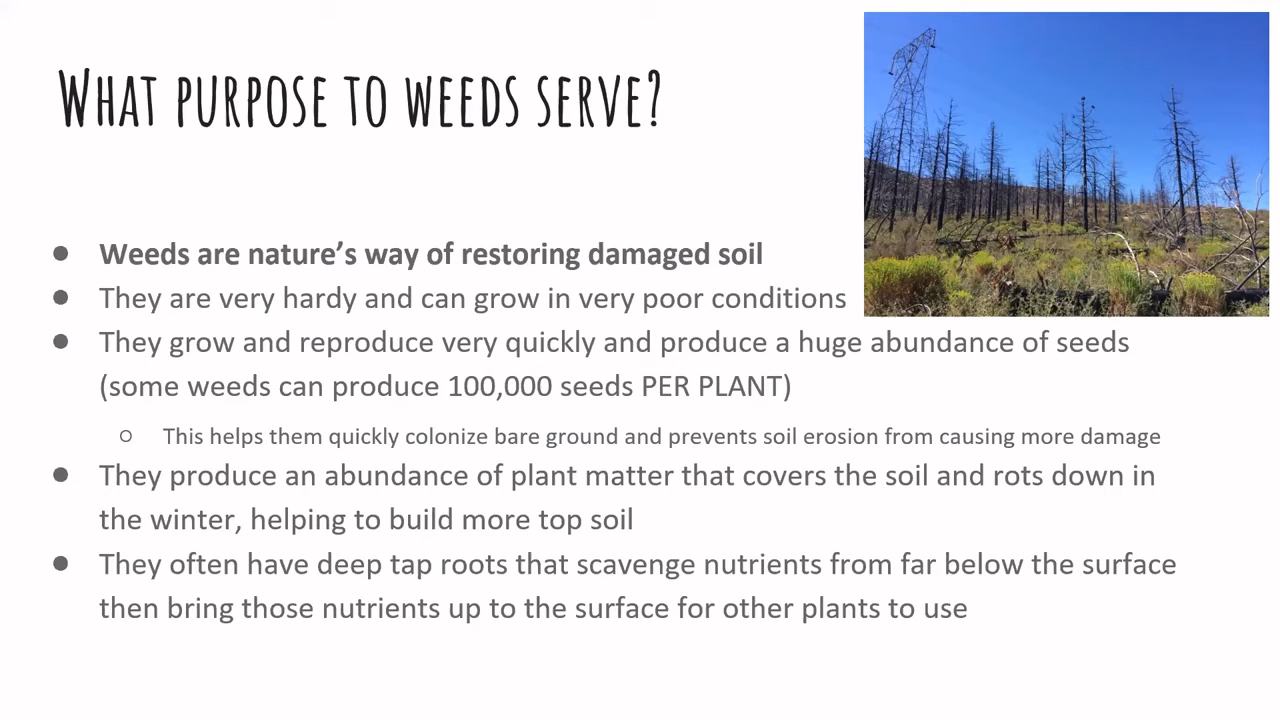 What purpose to weeds serve?
● Weeds are nature's way of restoring damaged soil
● They are very hardy and can grow in very poor conditions
● They grow and reproduce very quickly and produce a huge abundance of seeds
(some weeds can produce 100,000 seeds PER PLANT)
○ This helps them quickly colonize bare ground and prevents soil erosion from causing more damage
● They produce an abundance of plant matter that covers the soil and rots down in
the winter, helping to build more top soil
● They often have deep tap roots that scavenge nutrients from far below the surface
then bring those nutrients up to the surface for other plants to use